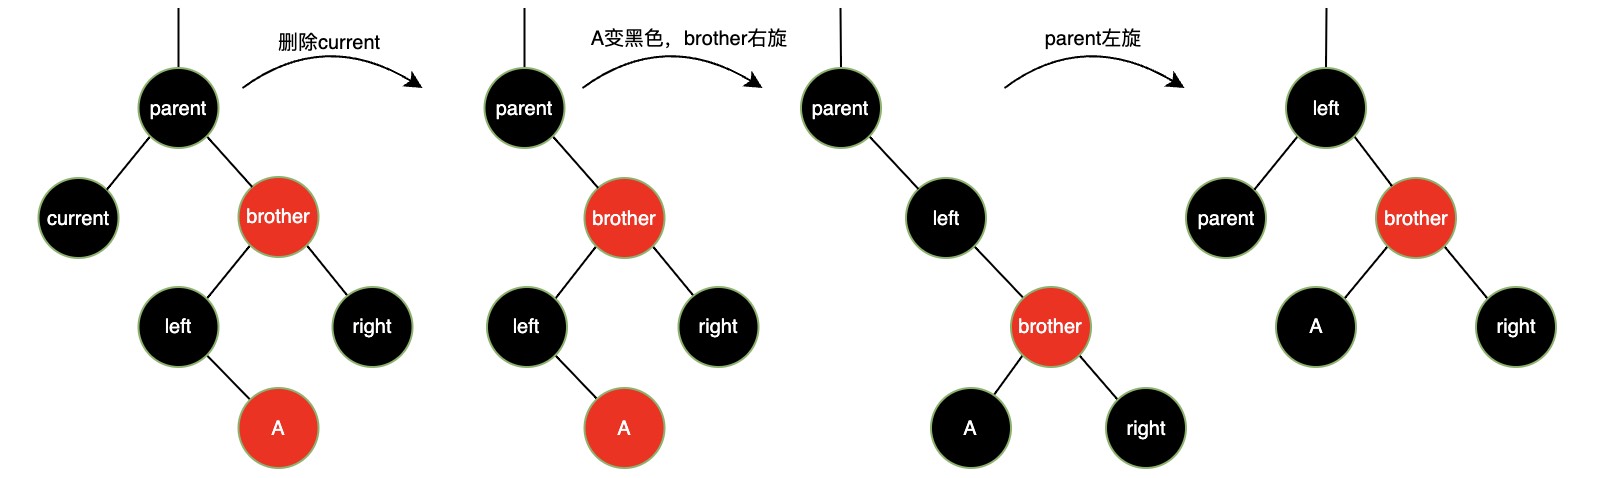 删除current
A变黑色，brother右旋
parent左旋
parent
current
brother
left
right
A
parent
brother
left
right
A
parent
left
brother
A
right
left
parent
brother
A
right